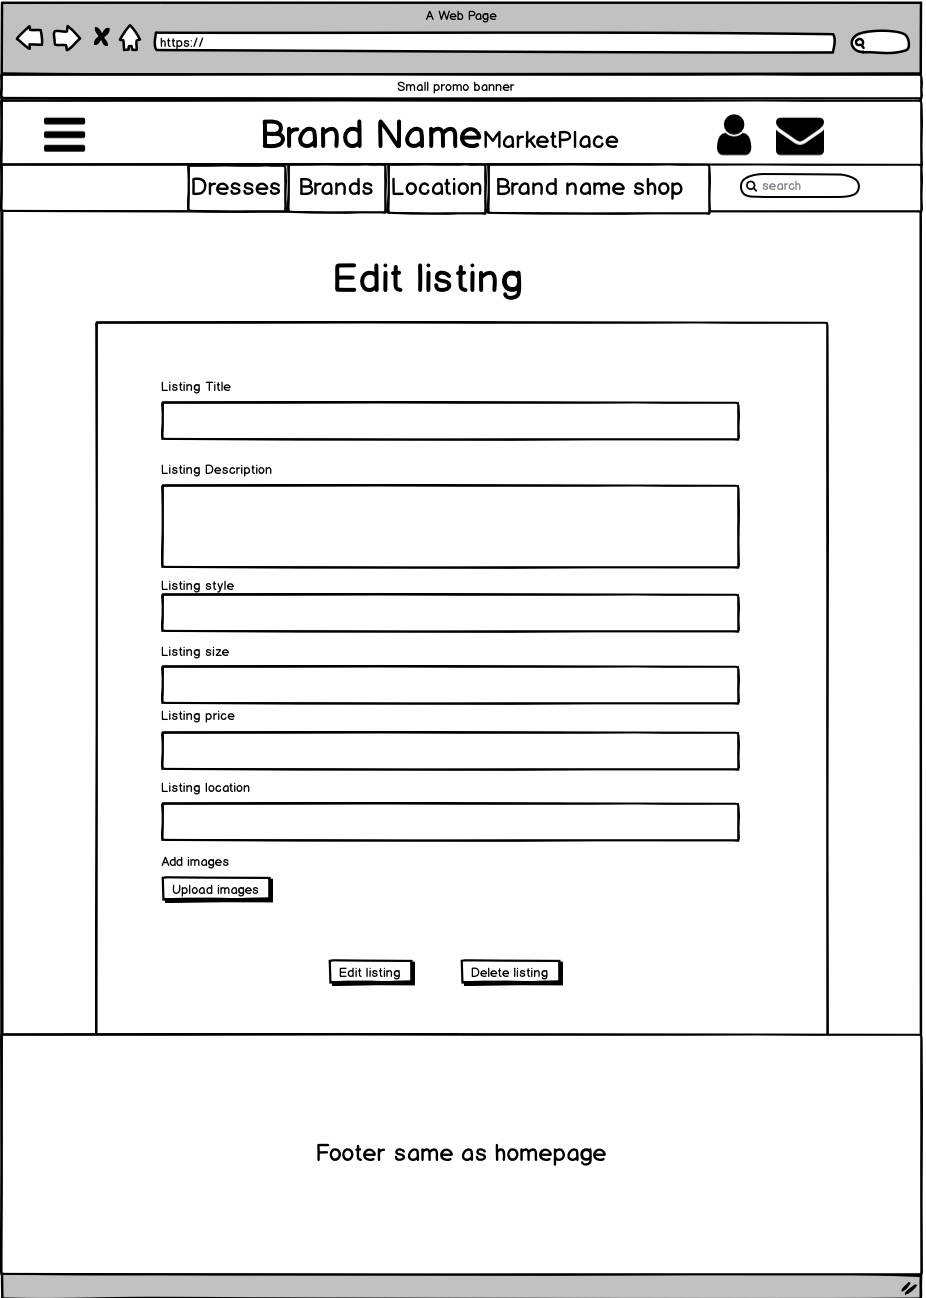 A Web Page
https://
Small promo banner
Brand Name MarketPlace
Dresses Brands Location Brand name shop search
Edit listing
Listing Title
Listing Description
Listing style
Listing size
Listing price
Listing location
Add images
Upload images
Edit listing Delete listing
Footer same as homepage